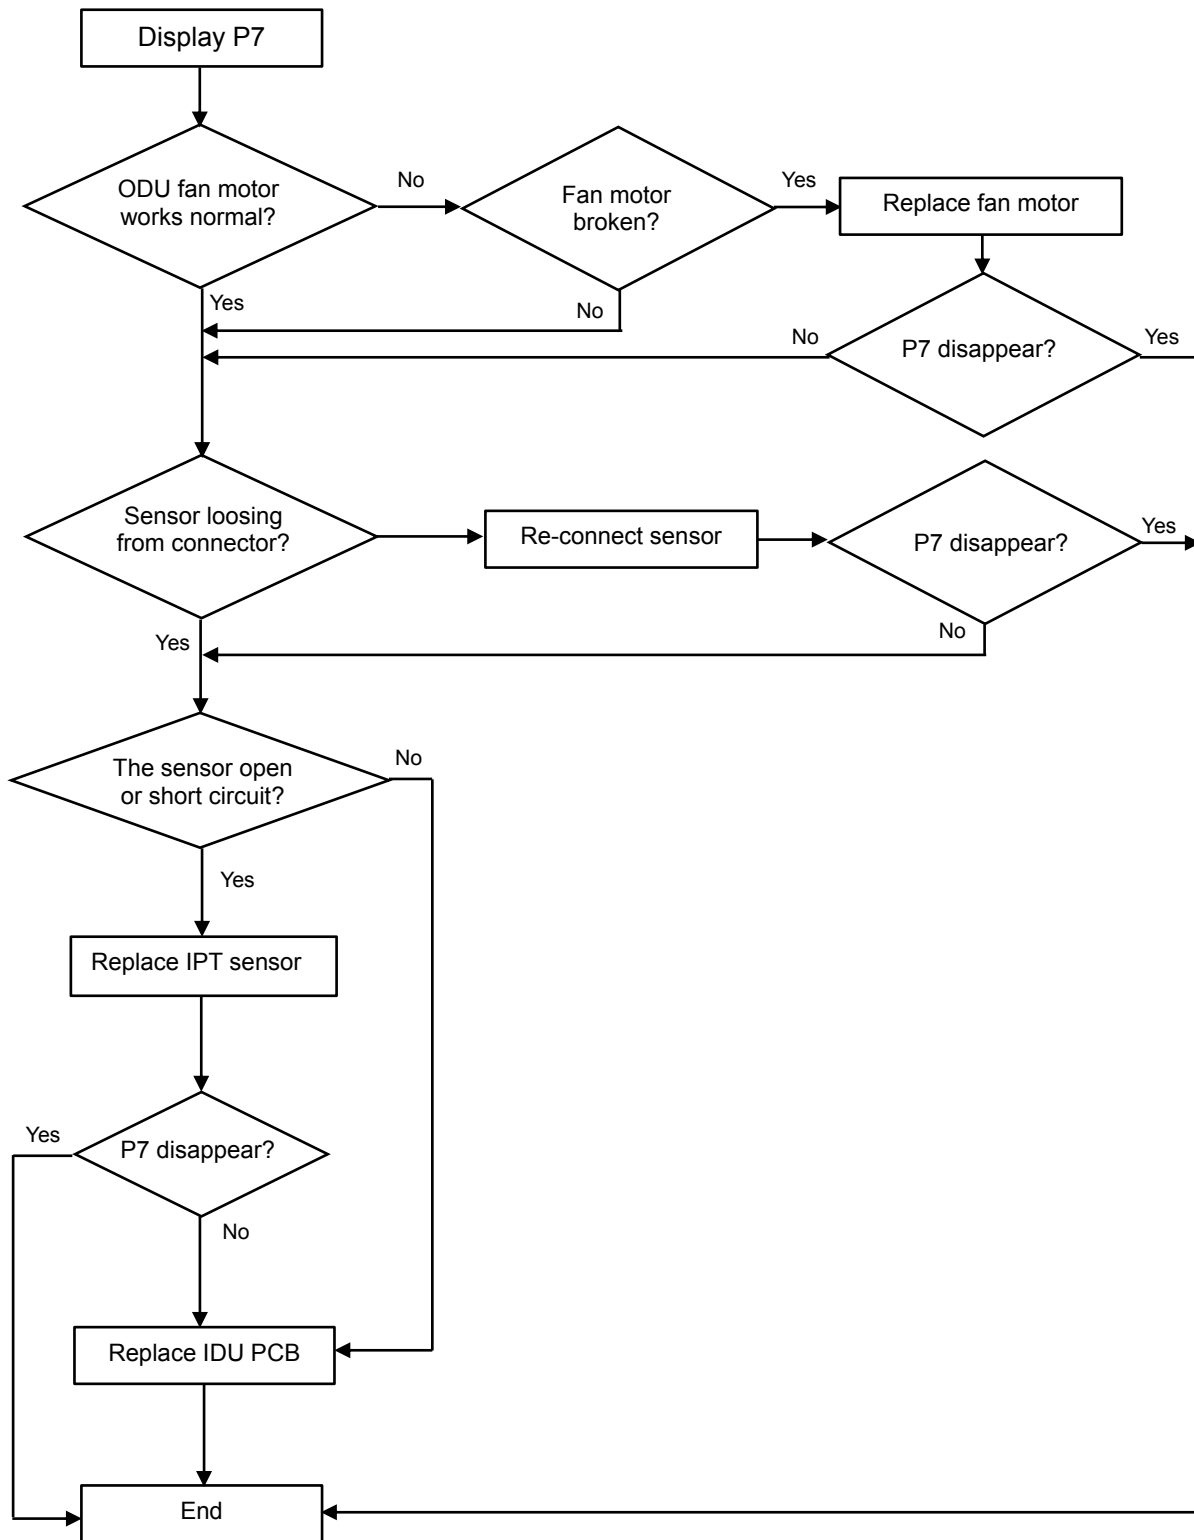 Display P7
ODU fan motor
works normal?
No
Fan motor
broken?
Yes
Replace fan motor
Yes
No
No
P7 disappear?
Yes
Sensor loosing
from connector?
Re-connect sensor
P7 disappear?
Yes
Yes
No
The sensor open
or short circuit?
No
Yes
Replace IPT sensor
Yes
P7 disappear?
No
Replace IDU PCB
End